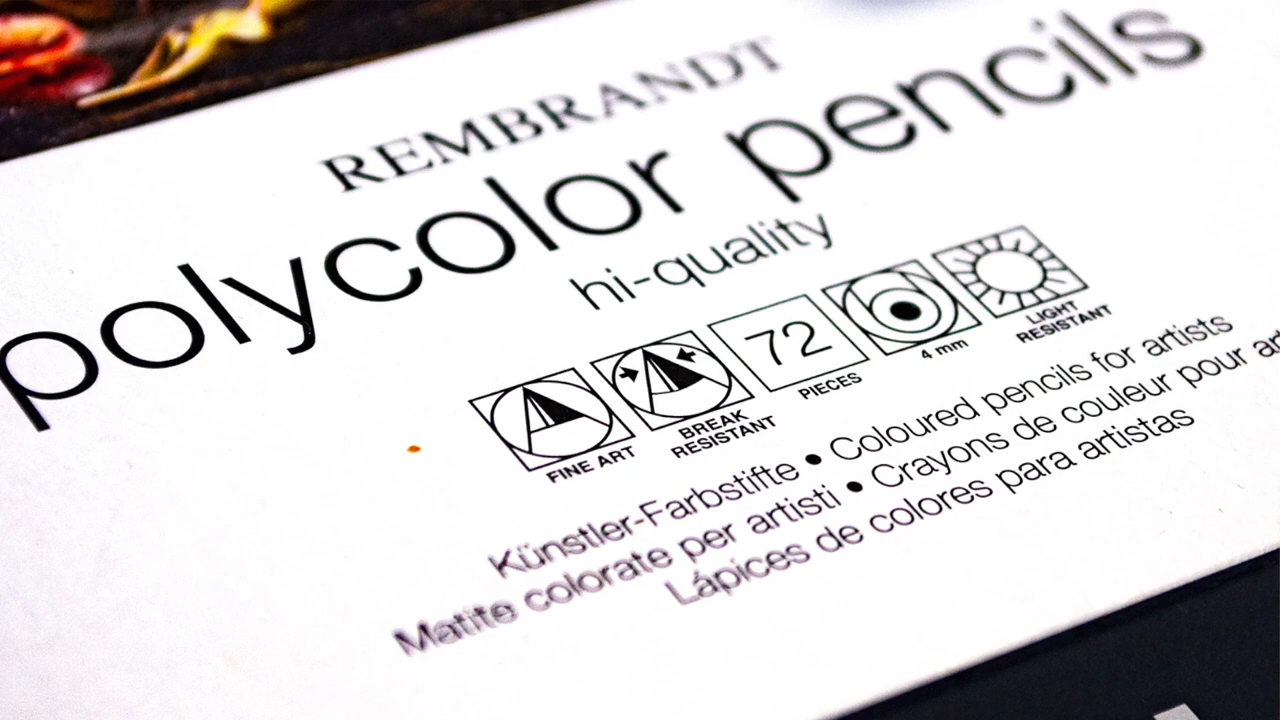 REMBRANDT
polycolor pencils
hi-quality
72
FINE ART
BREAK
RESISTANT
PIECES
4 mm
LIGHT
RESISTANT
Künstler-Farbstifte • Coloured pencils for artists
Matite colorate per artisti • Crayons de couleur pour
Lápices de colores para artistas